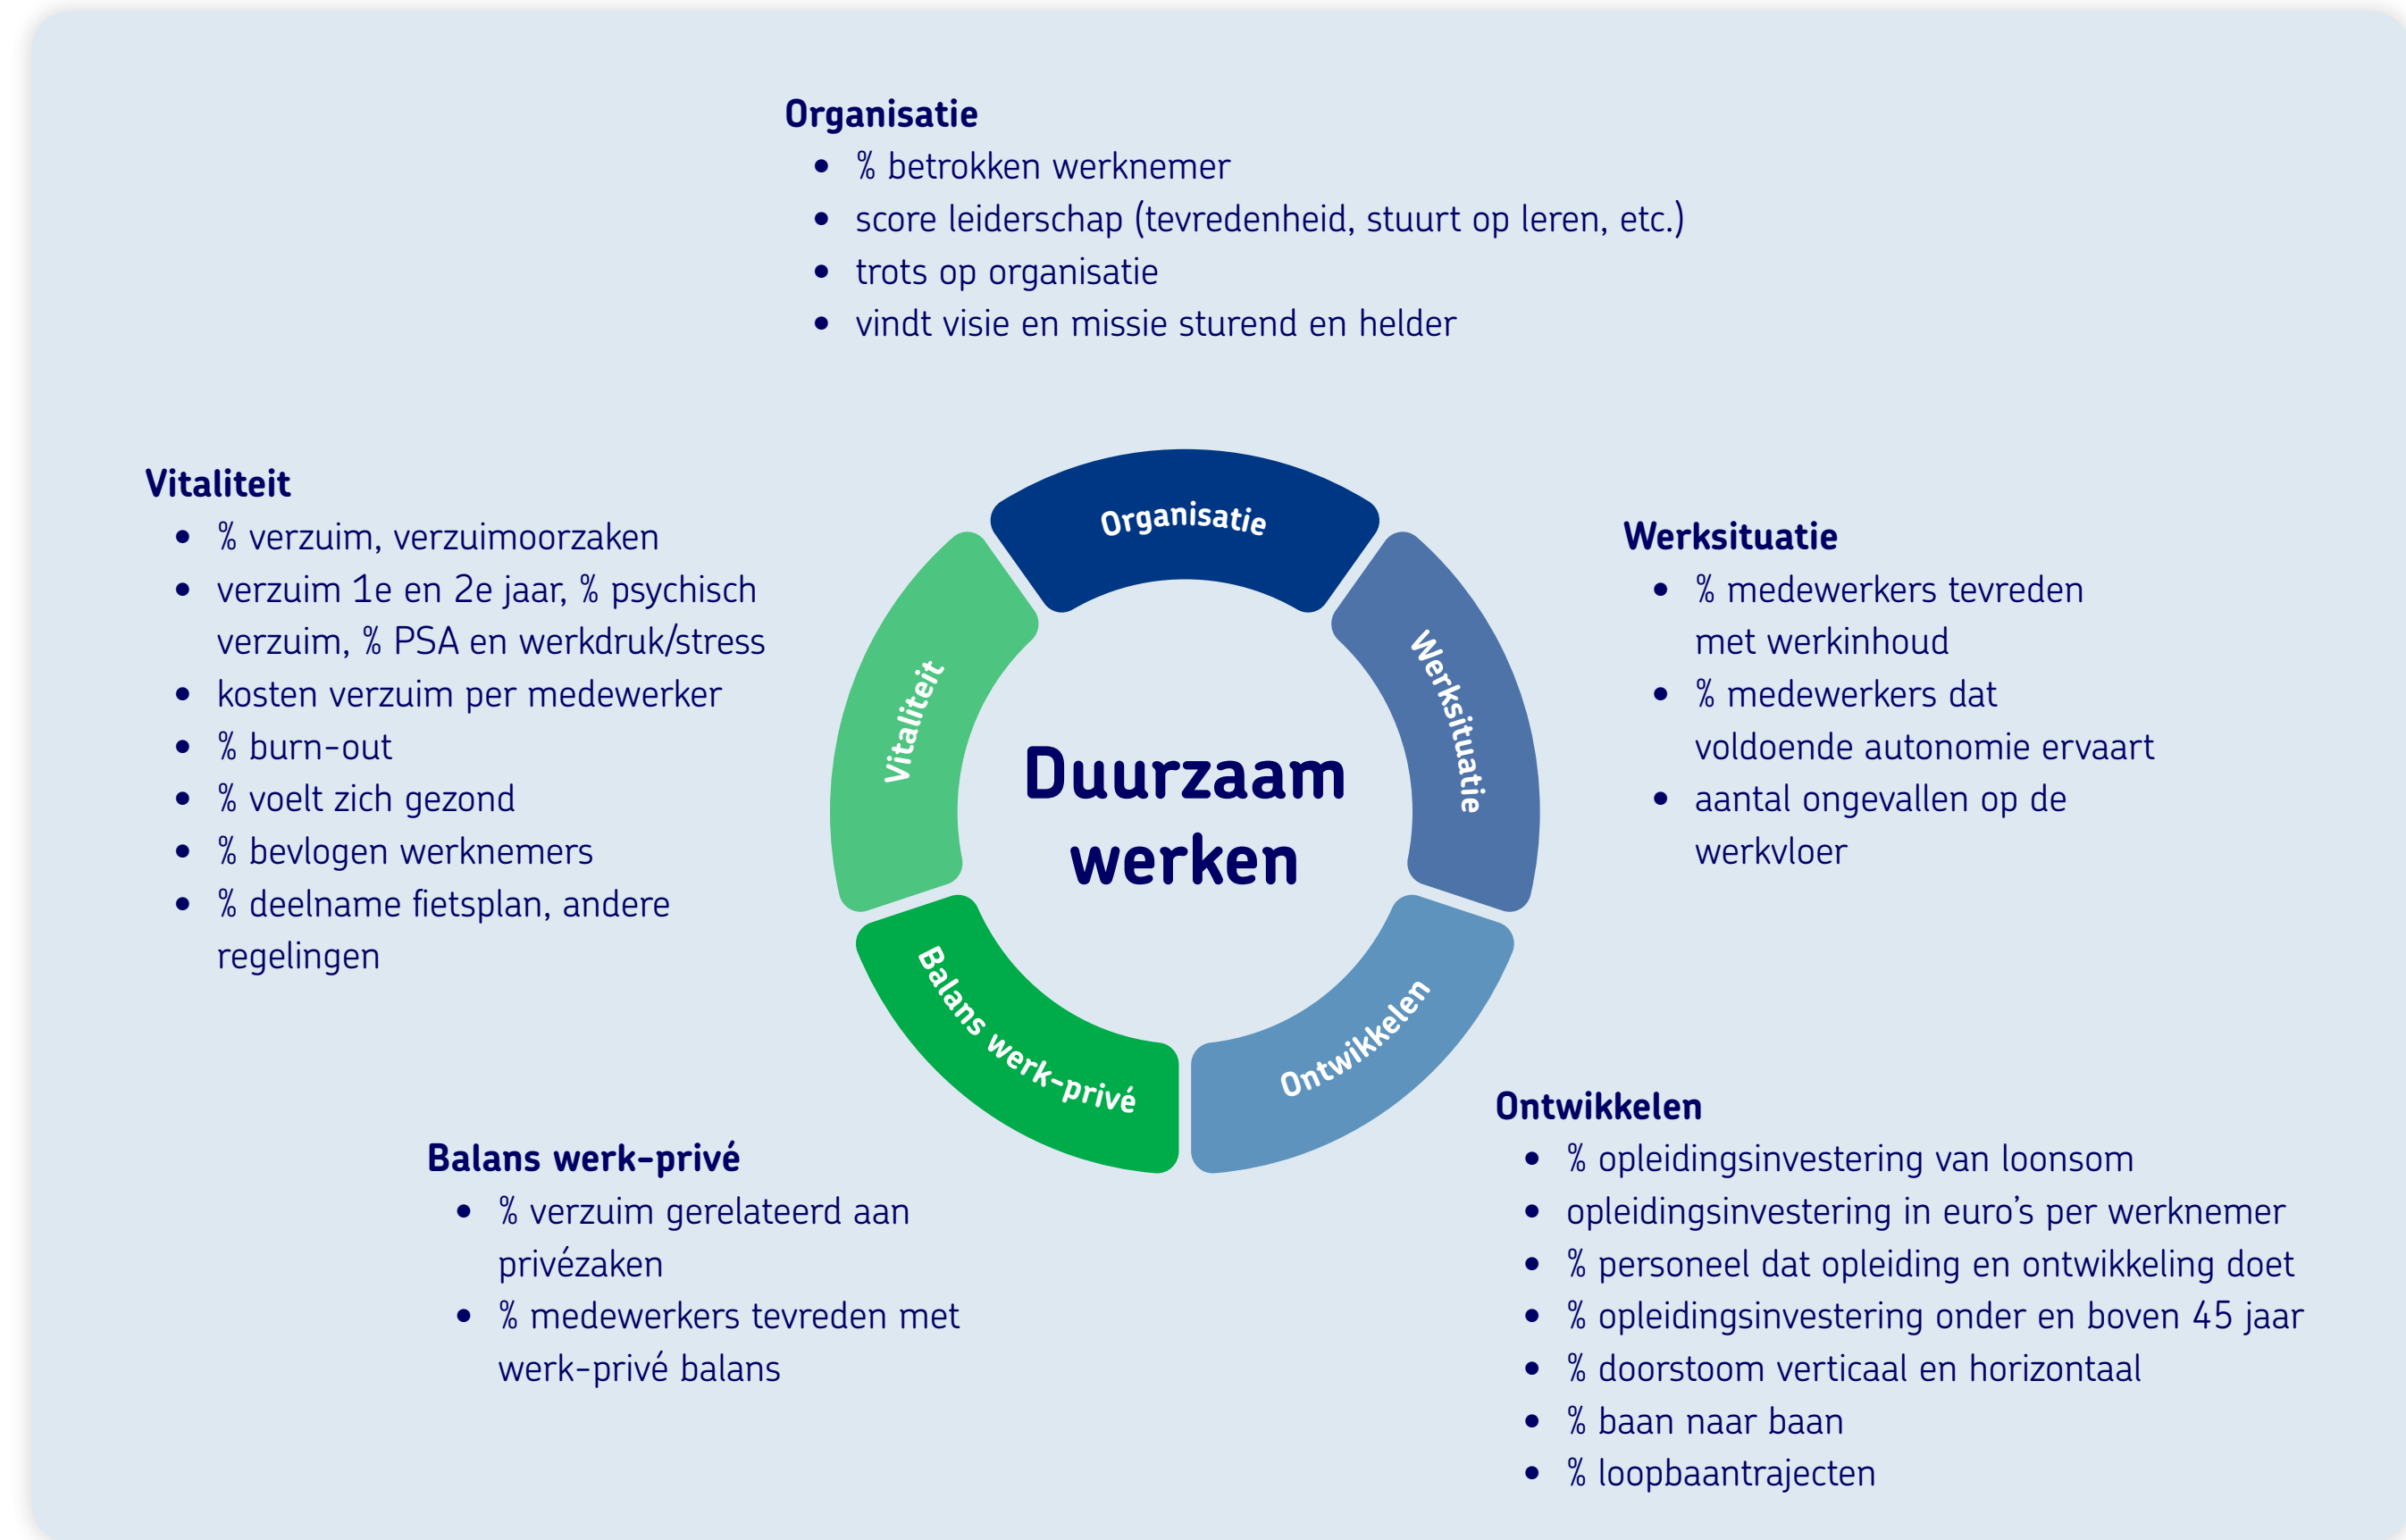 Organisatie
• % betrokken werknemer
• score leiderschap (tevredenheid, stuurt op leren, etc.)
• trots op organisatie
• vindt visie en missie sturend en helder
Vitaliteit
• % verzuim, verzuimoorzaken
• verzuim 1e en 2e jaar, % psychisch
verzuim, % PSA en werkdruk/stress
• kosten verzuim per medewerker
• % burn-out
• % voelt zich gezond
• % bevlogen werknemers
• % deelname fietsplan, andere
regelingen
Organisatie
Werksituatie
Ontwikkelen
Balans werk-privé
Vitaliteit
Duurzaam
werken
Werksituatie
• % medewerkers tevreden
met werkinhoud
• % medewerkers dat
voldoende autonomie ervaart
• aantal ongevallen op de
werkvloer
Balans werk-privé
• % verzuim gerelateerd aan
privézaken
• % medewerkers tevreden met
werk-privé balans
Ontwikkelen
• % opleidingsinvestering van loonsom
• opleidingsinvestering in euro’s per werknemer
• % personeel dat opleiding en ontwikkeling doet
• % opleidingsinvestering onder en boven 45 jaar
• % doorstoom verticaal en horizontaal
• % baan naar baan
• % loopbaantrajecten